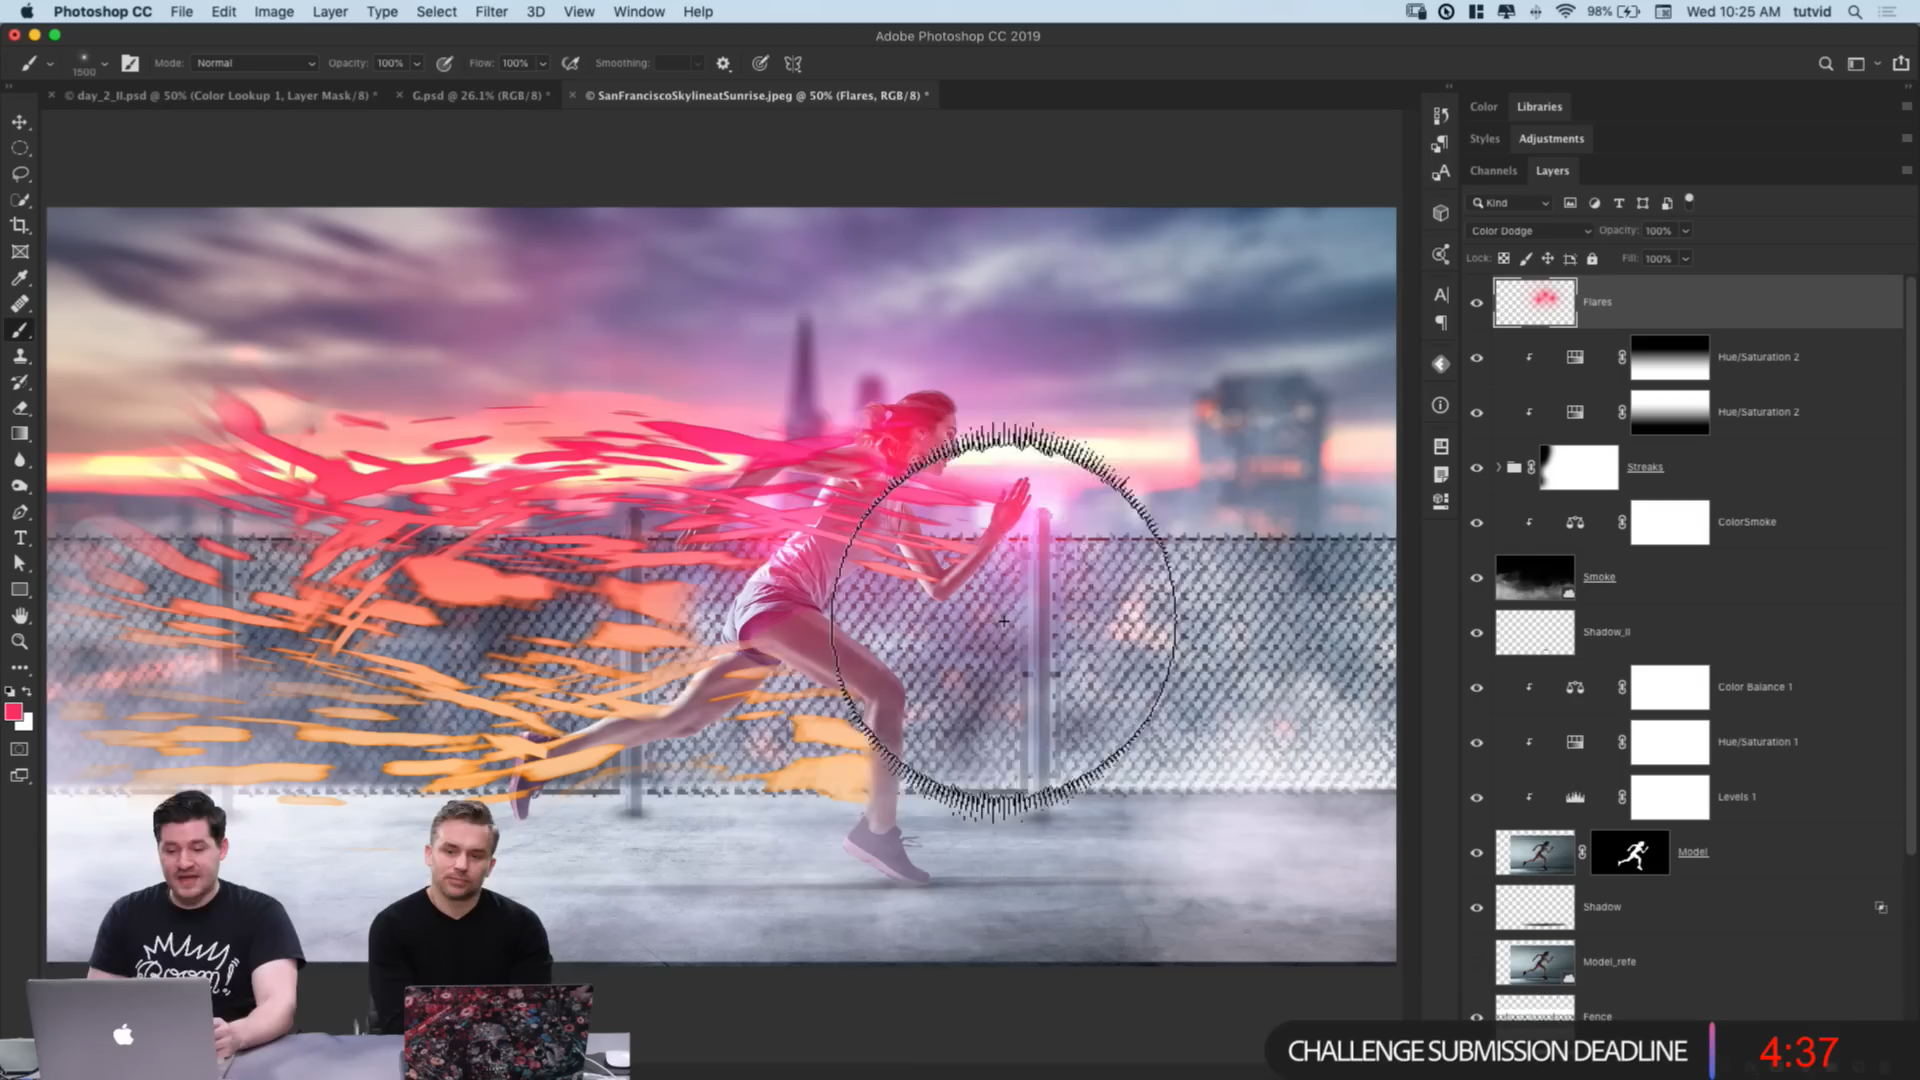 Photoshop CC File Edit Image Layer Type Select Filter 3D View Window Help 98% Wed 10:25 AM tutvid
Adobe Photoshop CC 2019
1500 Mode: Normal Opacity: 100% Flow: 100% Smoothing:
© day_2_II.psd @ 50% (Color Lookup 1, Layer Mask/8) * G.psd @ 26.1% (RGB/8) * © SanFranciscoSkylineatSunrise.jpeg @ 50% (Flares, RGB/8) *
Color Libraries
Styles Adjustments
Channels Layers
Kind
Color Dodge Opacity: 100%
Lock: Fill: 100%
Flares
Hue/Saturation 2
Hue/Saturation 2
Streaks
ColorSmoke
Smoke
Shadow_II
Color Balance 1
Hue/Saturation 1
Levels 1
Model
Shadow
Model_refe
Fence
Boom!
CHALLENGE SUBMISSION DEADLINE 4:37